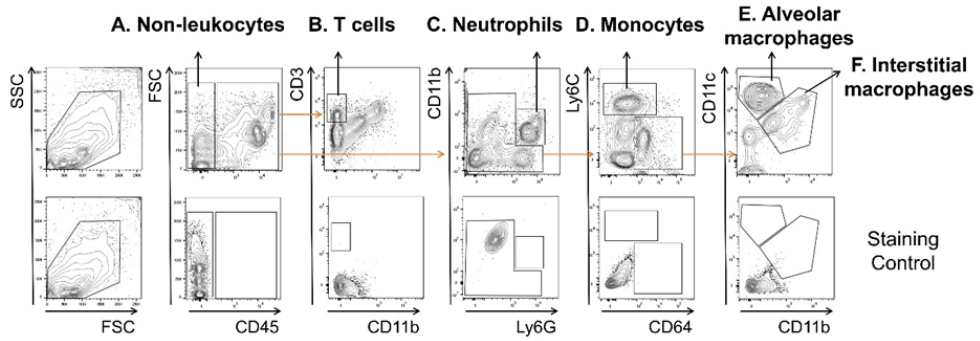 A. Non-leukocytes
B. T cells
C. Neutrophils
D. Monocytes
E. Alveolar
macrophages
F. Interstitial
macrophages
SSC
FSC
CD3
CD11b
Ly6C
CD11c
Staining
Control
FSC
CD45
CD11b
Ly6G
CD64
CD11b